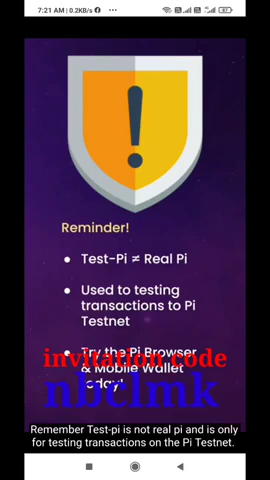 7:21 AM | 0.2KB/s
67
Reminder!
Test-Pi ≠ Real Pi
Used to testing
transactions to Pi
Testnet
Try the Pi Browser
& Mobile Wallet
today!
invitation code
nbclmk
Remember Test-pi is not real pi and is only
for testing transactions on the Pi Testnet.